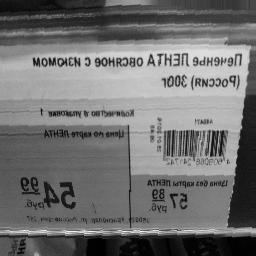 Печенье ЛЕНТА овсяное с изюмом
(Россия) 300г
Количество в упаковке 1
Цена по карте ЛЕНТА
54 99
руб.
Цена без карты ЛЕНТА
57 89
руб.